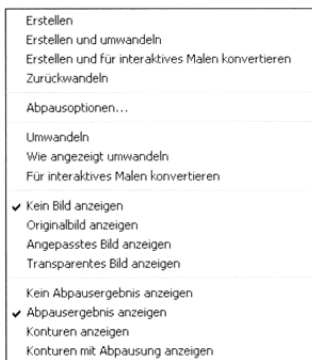 Erstellen
Erstellen und umwandeln
Erstellen und für interaktives Malen konvertieren
Zurückwandeln
Abpausoptionen...
Umwandeln
Wie angezeigt umwandeln
Für interaktives Malen konvertieren
Kein Bild anzeigen
Originalbild anzeigen
Angepasstes Bild anzeigen
Transparentes Bild anzeigen
Kein Abpausergebnis anzeigen
Abpausergebnis anzeigen
Konturen anzeigen
Konturen mit Abpausung anzeigen